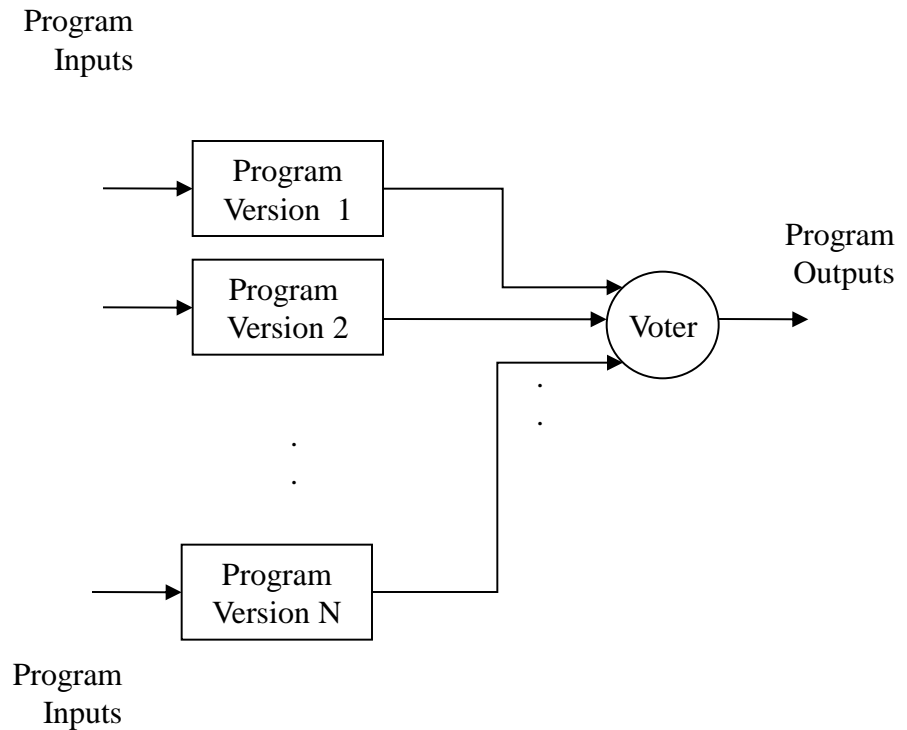 Program
Inputs
Program
Version 1
Program
Outputs
Program
Version 2
Voter
.
.
.
.
Program
Version N
Program
Inputs